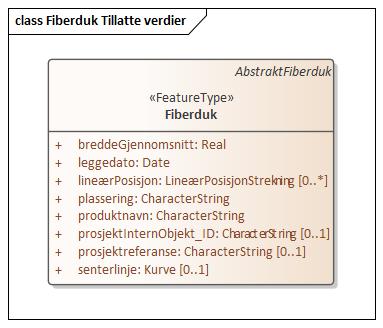 class Fiberduk Tillatte verdier
AbstraktFiberduk
«FeatureType»
Fiberduk
+ breddeGjennomsnitt: Real
+ leggedato: Date
+ lineærPosisjon: LineærPosisjonStrekning [0..*]
+ plassering: CharacterString
+ produktnavn: CharacterString
+ prosjektInternObjekt_ID: CharacterString [0..1]
+ prosjektreferanse: CharacterString [0..1]
+ senterlinje: Kurve [0..1]